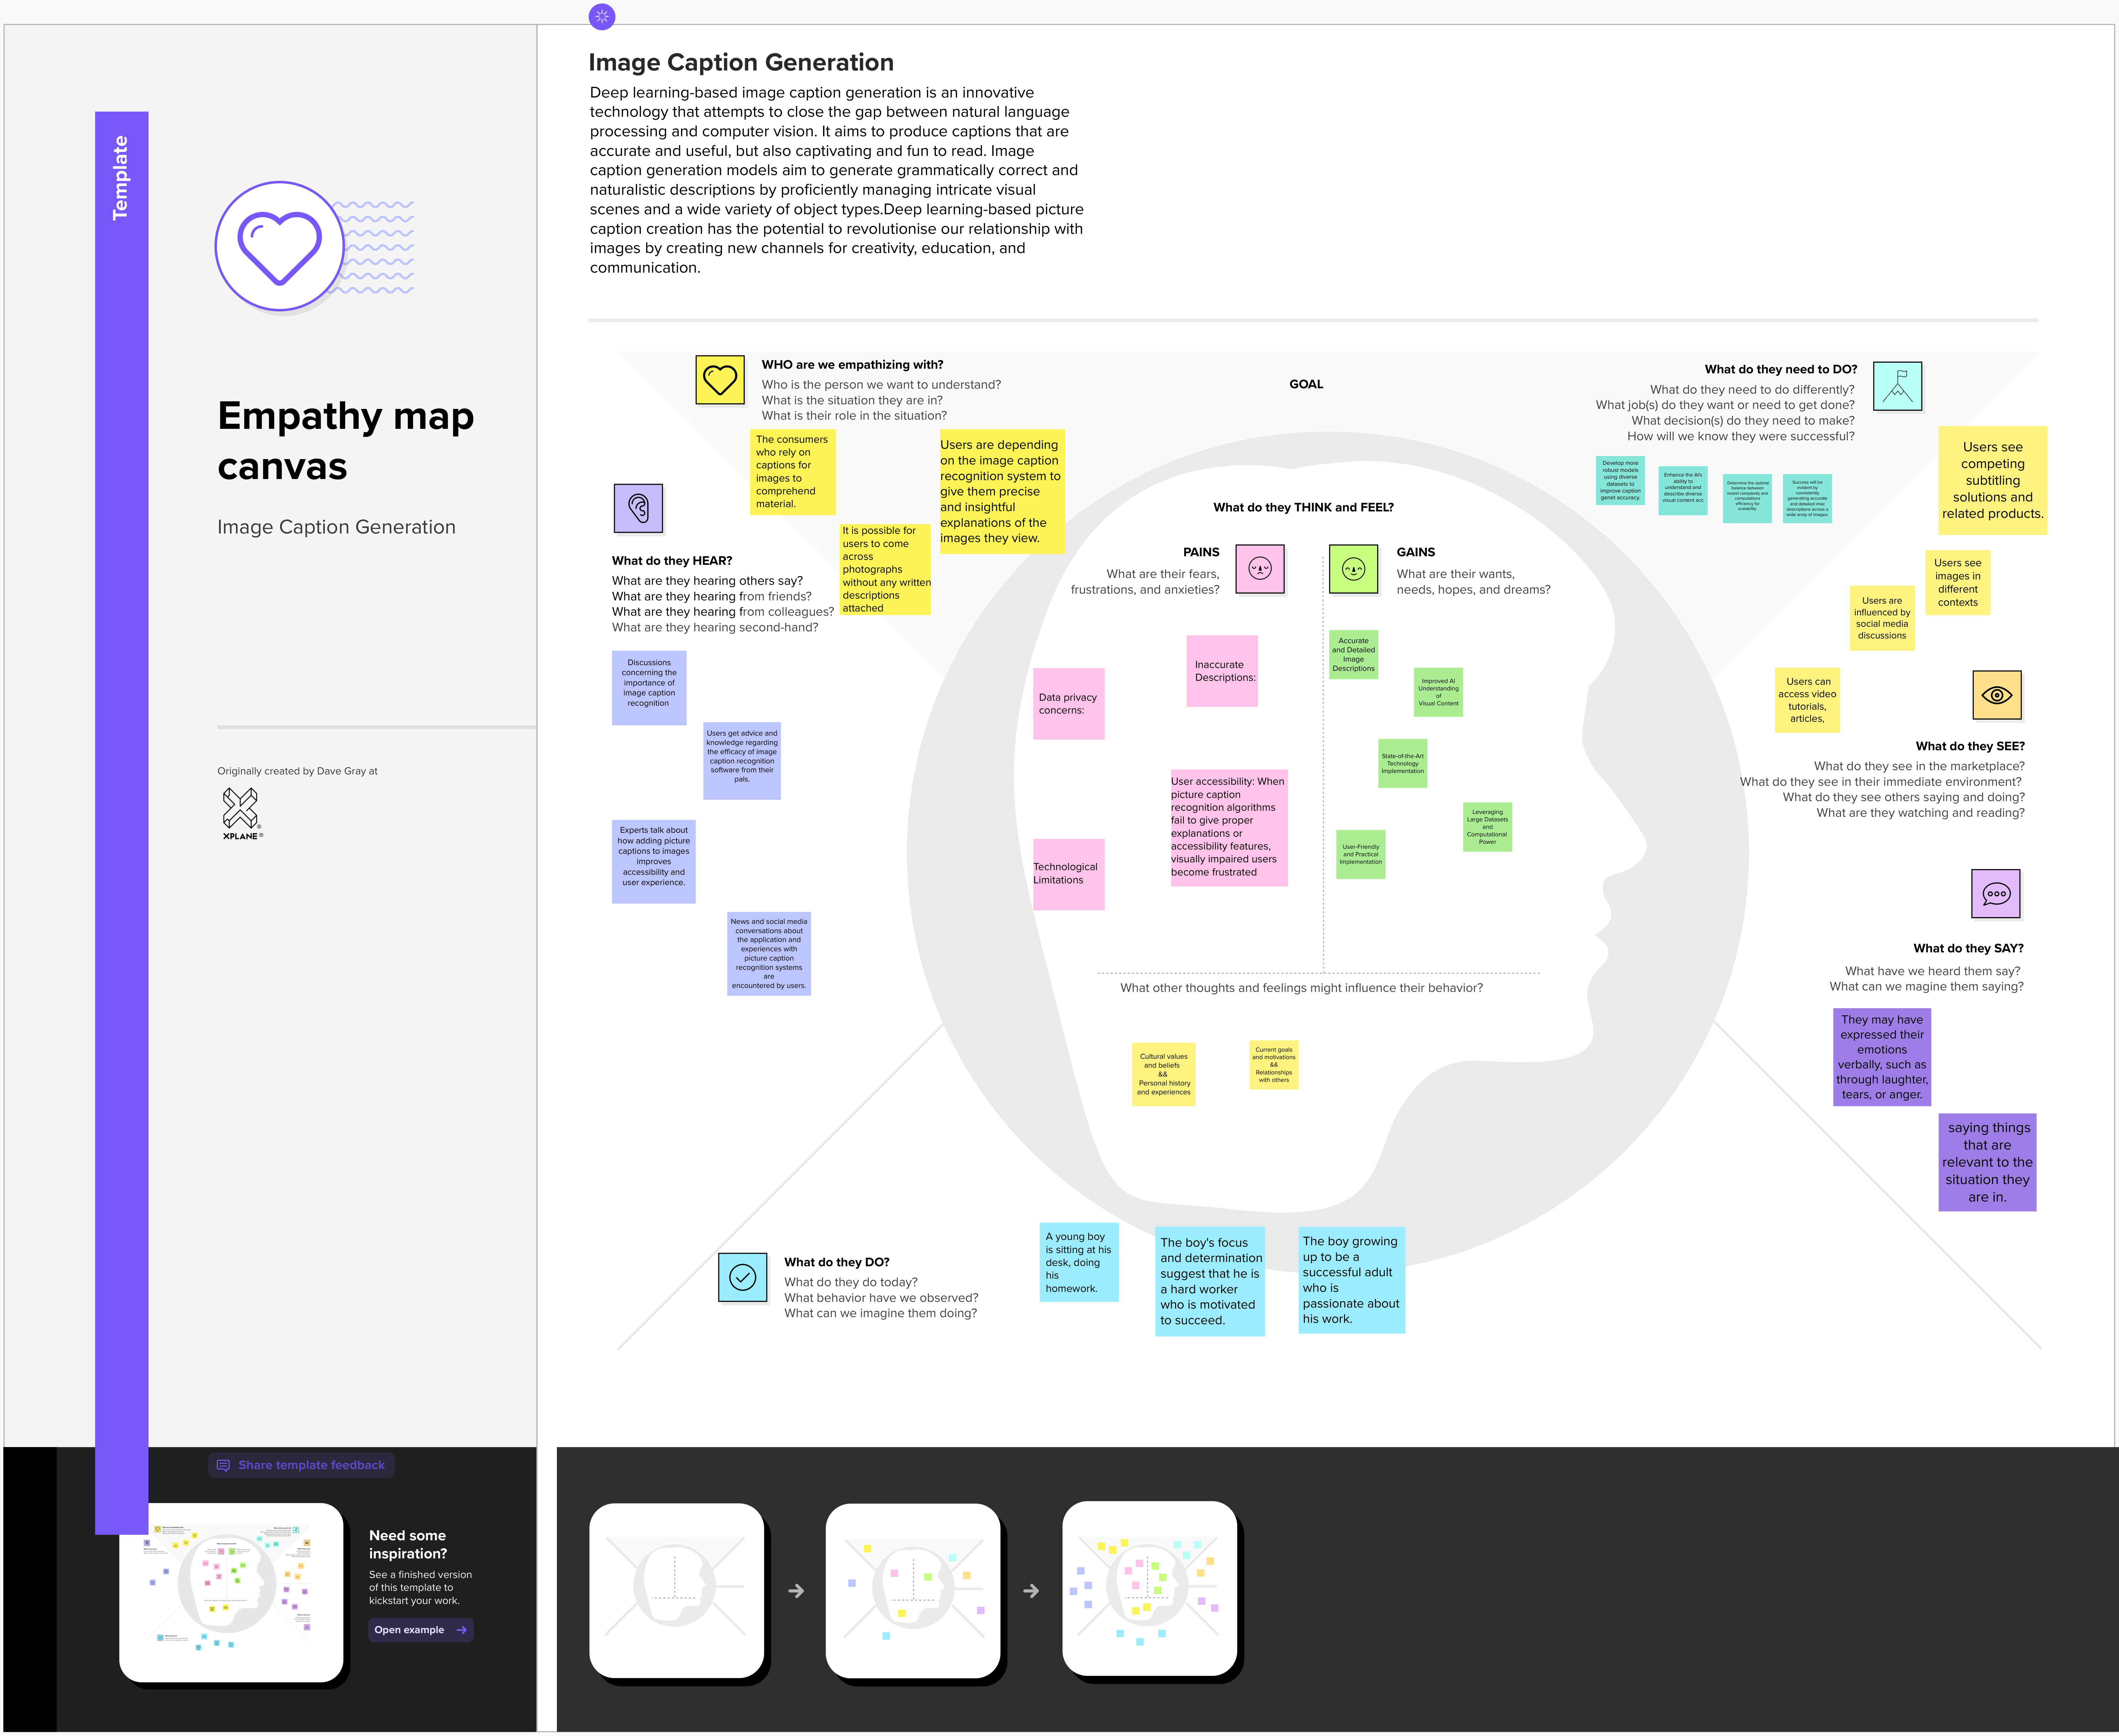 Template
Empathy map
canvas
Image Caption Generation
Originally created by Dave Gray at
XPLANE
Share template feedback
Need some
inspiration?
See a finished version
of this template to
kickstart your work.
Open example
Image Caption Generation
Deep learning-based image caption generation is an innovative
technology that attempts to close the gap between natural language
processing and computer vision. It aims to produce captions that are
accurate and useful, but also captivating and fun to read. Image
caption generation models aim to generate grammatically correct and
naturalistic descriptions by proficiently managing intricate visual
scenes and a wide variety of object types.Deep learning-based picture
caption creation has the potential to revolutionise our relationship with
images by creating new channels for creativity, education, and
communication.
WHO are we empathizing with?
Who is the person we want to understand?
What is the situation they are in?
What is their role in the situation?
The consumers
who rely on
captions for
images to
comprehend
material.
Users are depending
on the image caption
recognition system to
give them precise
and insightful
explanations of the
images they view.
It is possible for
users to come
across
photographs
without any written
descriptions
attached
GOAL
What do they need to DO?
What do they need to do differently?
What job(s) do they want or need to get done?
What decision(s) do they need to make?
How will we know they were successful?
Develop more
robust models
using diverse
datasets to
improve caption
genet accuracy.
Enhance the AI's
ability to
understand and
describe diverse
visual content acc
Determine the optimal
balance between
model complexity and
computations
efficiency for
scalability.
Success will be
evident by
consistently
generating accurate
and detailed imac
descriptions across a
wide array of images.
What do they HEAR?
What are they hearing others say?
What are they hearing from friends?
What are they hearing from colleagues?
What are they hearing second-hand?
Discussions
concerning the
importance of
image caption
recognition
Users get advice and
knowledge regarding
the efficacy of image
caption recognition
software from their
pals.
Experts talk about
how adding picture
captions to images
improves
accessibility and
user experience.
News and social media
conversations about
the application and
experiences with
picture caption
recognition systems
are
encountered by users.
What do they THINK and FEEL?
PAINS
What are their fears,
frustrations, and anxieties?
GAINS
What are their wants,
needs, hopes, and dreams?
Inaccurate
Descriptions:
Data privacy
concerns:
User accessibility: When
picture caption
recognition algorithms
fail to give proper
explanations or
accessibility features,
visually impaired users
become frustrated
Technological
Limitations
Accurate
and Detailed
Image
Descriptions
Improved AI
Understanding
of
Visual Content
State-of-the-Art
Technology
Implementation
Leveraging
Large Datasets
and
Computational
Power
User-Friendly
and Practical
Implementation
What other thoughts and feelings might influence their behavior?
Cultural values
and beliefs
&&
Personal history
and experiences
Current goals
and motivations
&&
Relationships
with others
Users see
competing
subtitling
solutions and
related products.
Users see
images in
different
contexts
Users are
influenced by
social media
discussions
Users can
access video
tutorials,
articles,
What do they SEE?
What do they see in the marketplace?
What do they see in their immediate environment?
What do they see others saying and doing?
What are they watching and reading?
What do they SAY?
What have we heard them say?
What can we magine them saying?
They may have
expressed their
emotions
verbally, such as
through laughter,
tears, or anger.
saying things
that are
relevant to the
situation they
are in.
What do they DO?
What do they do today?
What behavior have we observed?
What can we imagine them doing?
A young boy
is sitting at his
desk, doing
his
homework.
The boy's focus
and determination
suggest that he is
a hard worker
who is motivated
to succeed.
The boy growing
up to be a
successful adult
who is
passionate about
his work.